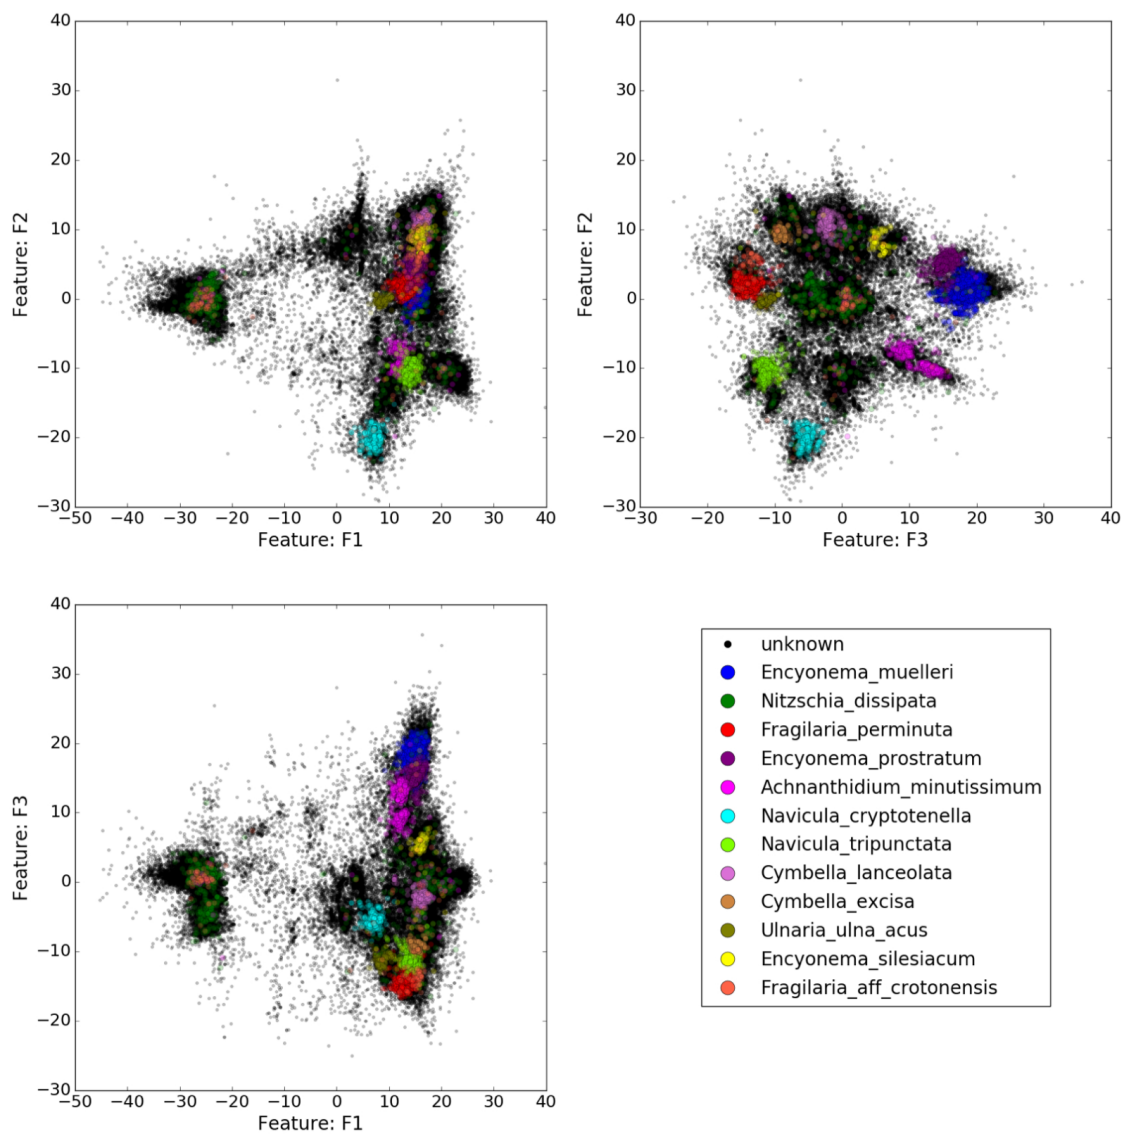 40
30
20
10
0
−10
−20
−30
−50 −40 −30 −20 −10 0 10 20 30 40
Feature: F2
Feature: F1
40
30
20
10
0
−10
−20
−30
−30 −20 −10 0 10 20 30 40
Feature: F2
Feature: F3
40
30
20
10
0
−10
−20
−30
−50 −40 −30 −20 −10 0 10 20 30 40
Feature: F3
Feature: F1
unknown
Encyonema_muelleri
Nitzschia_dissipata
Fragilaria_perminuta
Encyonema_prostratum
Achnanthidium_minutissimum
Navicula_cryptotenella
Navicula_tripunctata
Cymbella_lanceolata
Cymbella_excisa
Ulnaria_ulna_acus
Encyonema_silesiacum
Fragilaria_aff_crotonensis